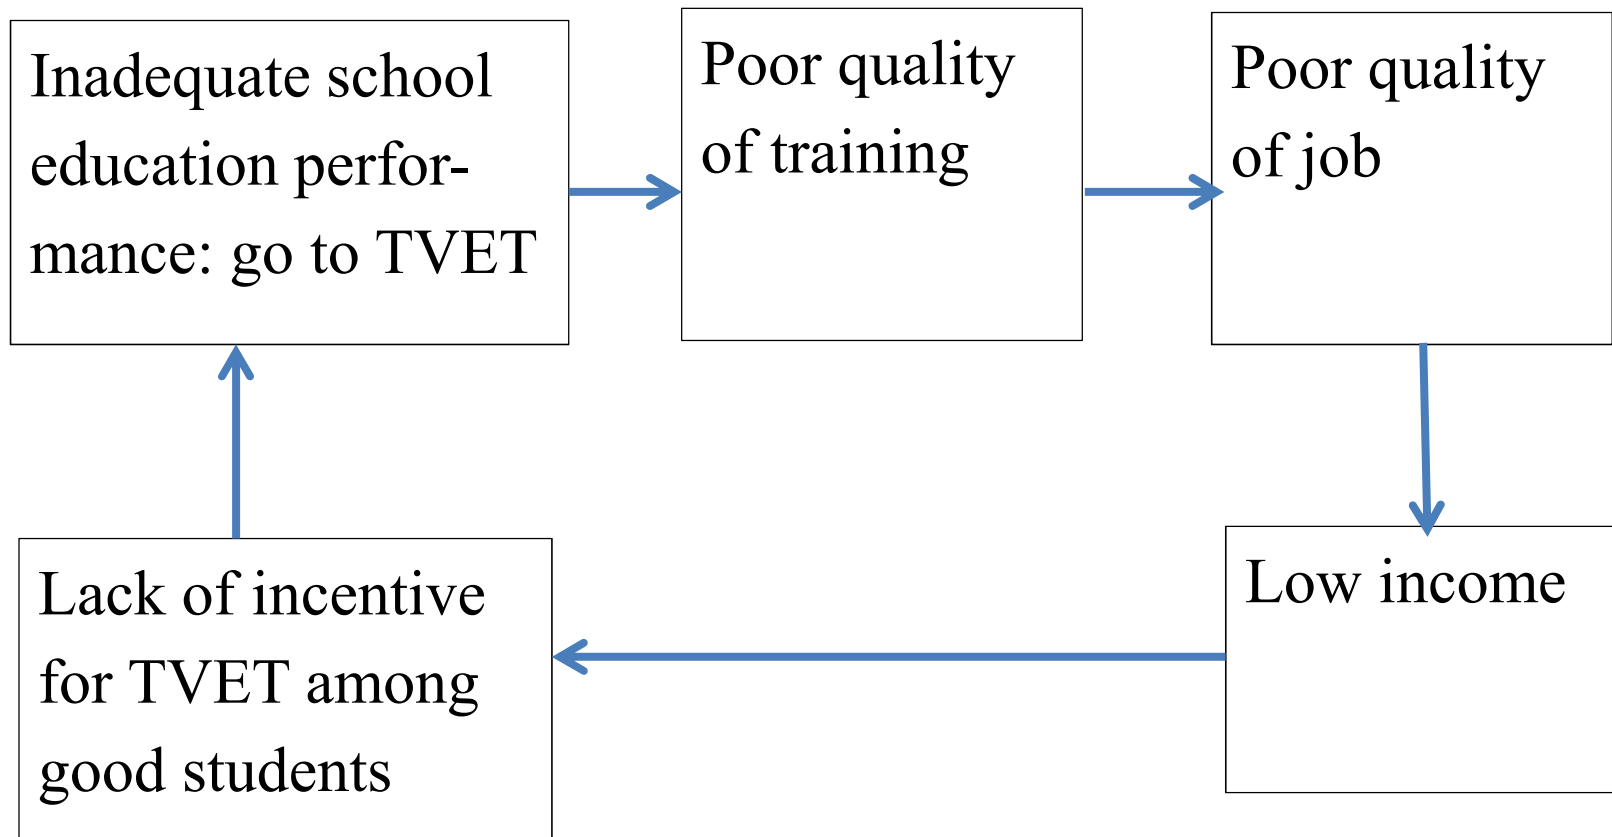 Inadequate school
education perfor-
mance: go to TVET
Poor quality
of training
Poor quality
of job
Low income
Lack of incentive
for TVET among
good students